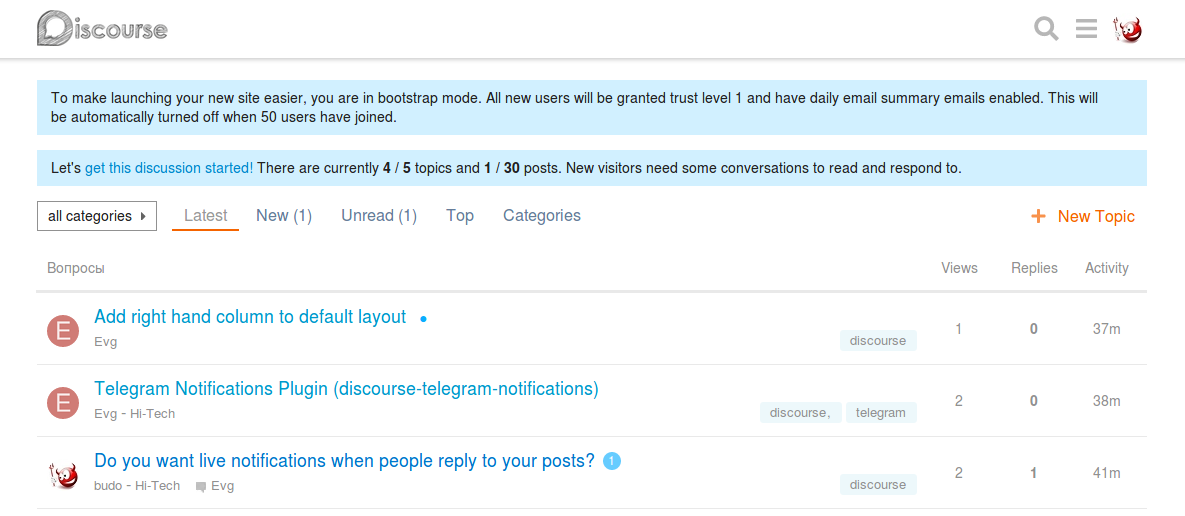 Discourse
To make launching your new site easier, you are in bootstrap mode. All new users will be granted trust level 1 and have daily email summary emails enabled. This will
be automatically turned off when 50 users have joined.
Let's get this discussion started! There are currently 4 / 5 topics and 1 / 30 posts. New visitors need some conversations to read and respond to.
all categories Latest New (1) Unread (1) Top Categories + New Topic
Вопросы Views Replies Activity
E Add right hand column to default layout
Evg discourse 1 0 37m
E Telegram Notifications Plugin (discourse-telegram-notifications)
Evg - Hi-Tech discourse, telegram 2 0 38m
Do you want live notifications when people reply to your posts? 1
budo - Hi-Tech Evg discourse 2 1 41m